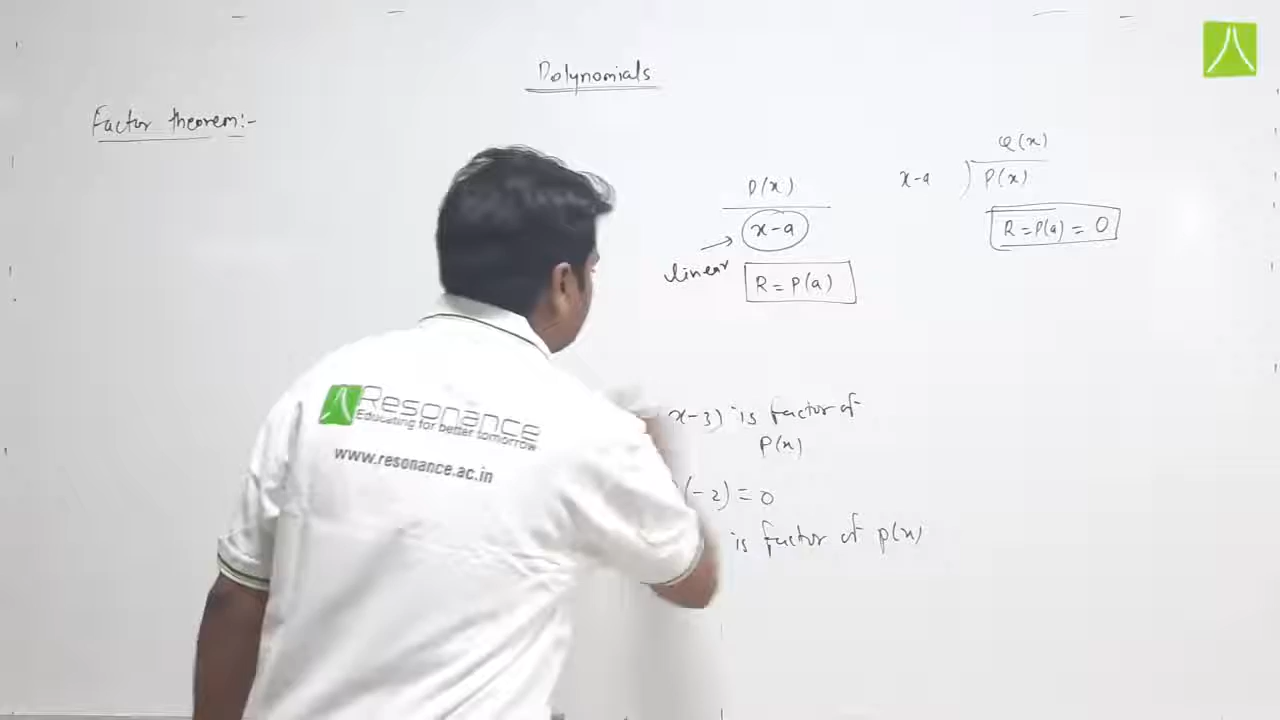 Polynomials
Factor theorem:-
P(x)
x-a
linear
R = P(a)
Q(x)
x-a ) P(x)
R = P(a) = 0
x-3) is factor of
P(x)
(-2) = 0
is factor of p(x)
Resonance
Educating for better tomorrow
www.resonance.ac.in